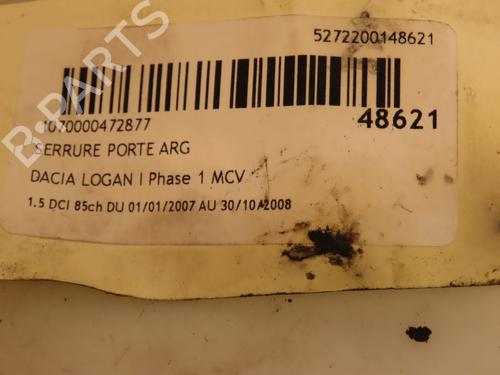 5272200148621
B-PARTS
1070000472877
48621
SERRURE PORTE ARG
DACIA LOGAN I Phase 1 MCV
1.5 DCI 85ch DU 01/01/2007 AU 30/10/2008